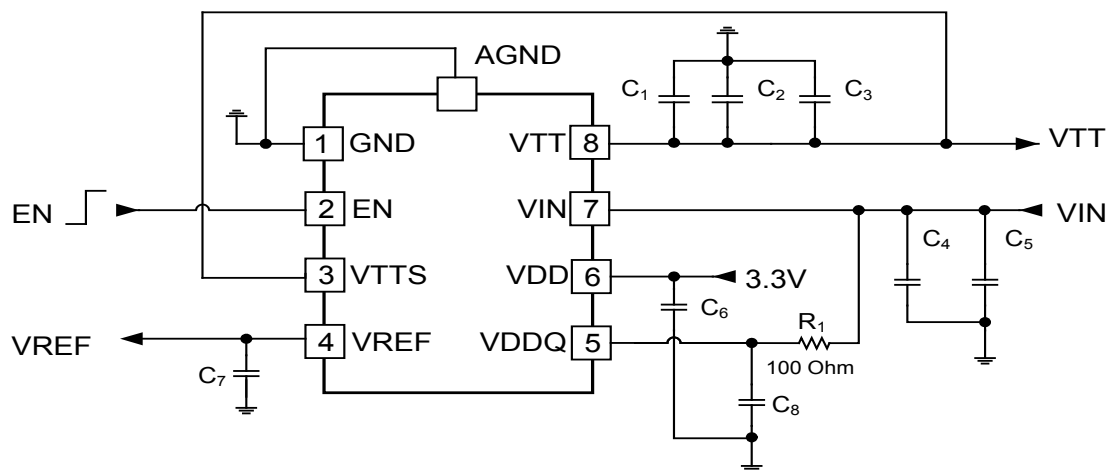 AGND
C1
C2
C3
1 GND
VTT 8
VTT
EN
2 EN
VIN 7
VIN
C4
C5
3 VTTS
VDD 6
3.3V
C6
R1
VREF
4 VREF
VDDQ 5
100 Ohm
C7
C8